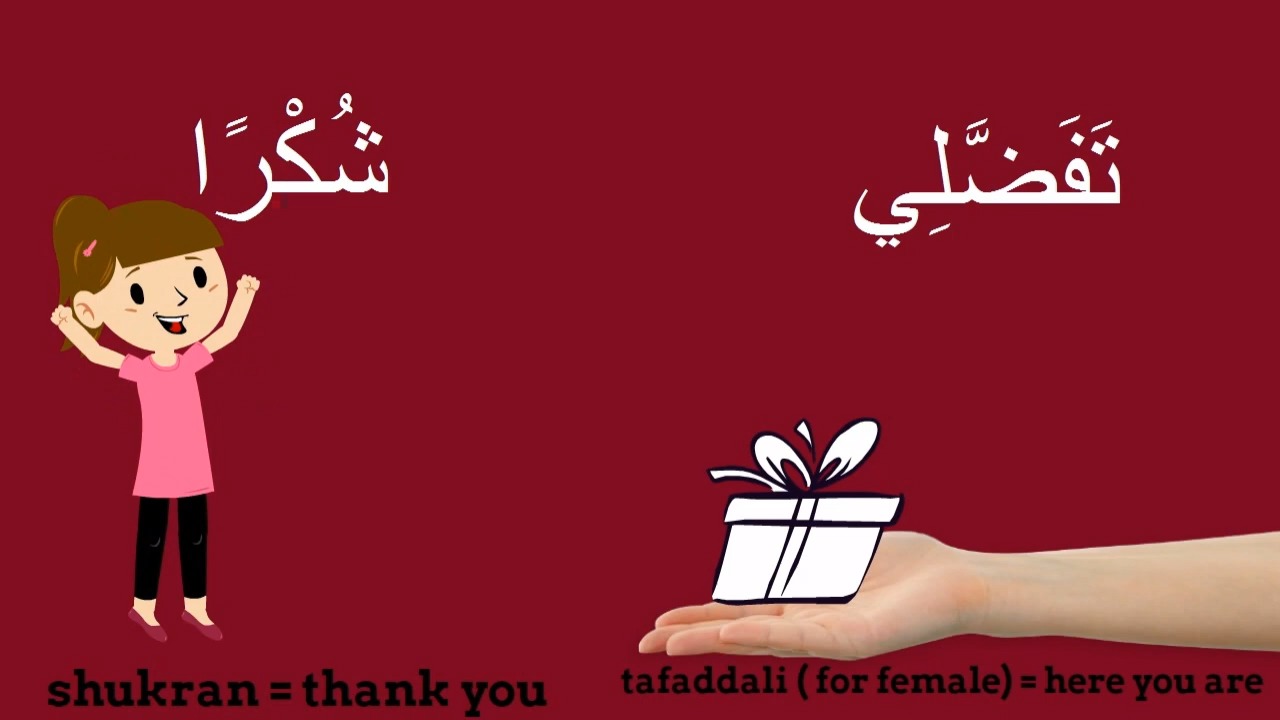 شُكْرًا
تَفَضَّلِي
shukran = thank you
tafaddali ( for female) = here you are